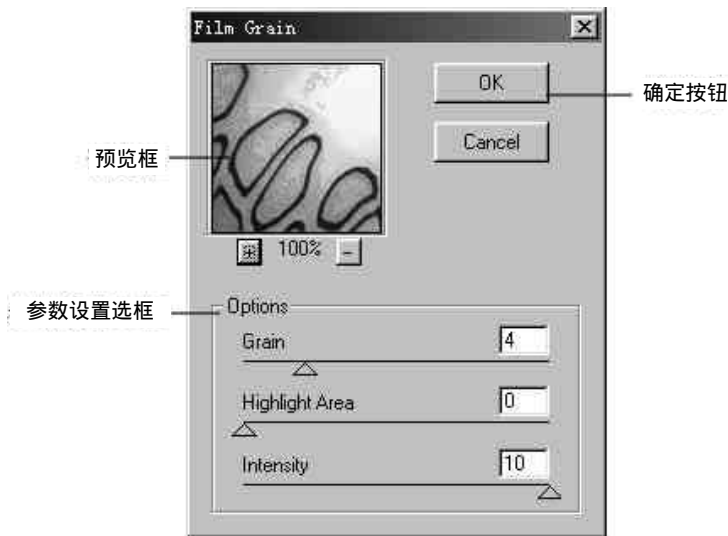 Film Grain
OK
确定按钮
Cancel
预览框
100%
参数设置选框
Options
Grain
4
Highlight Area
0
Intensity
10